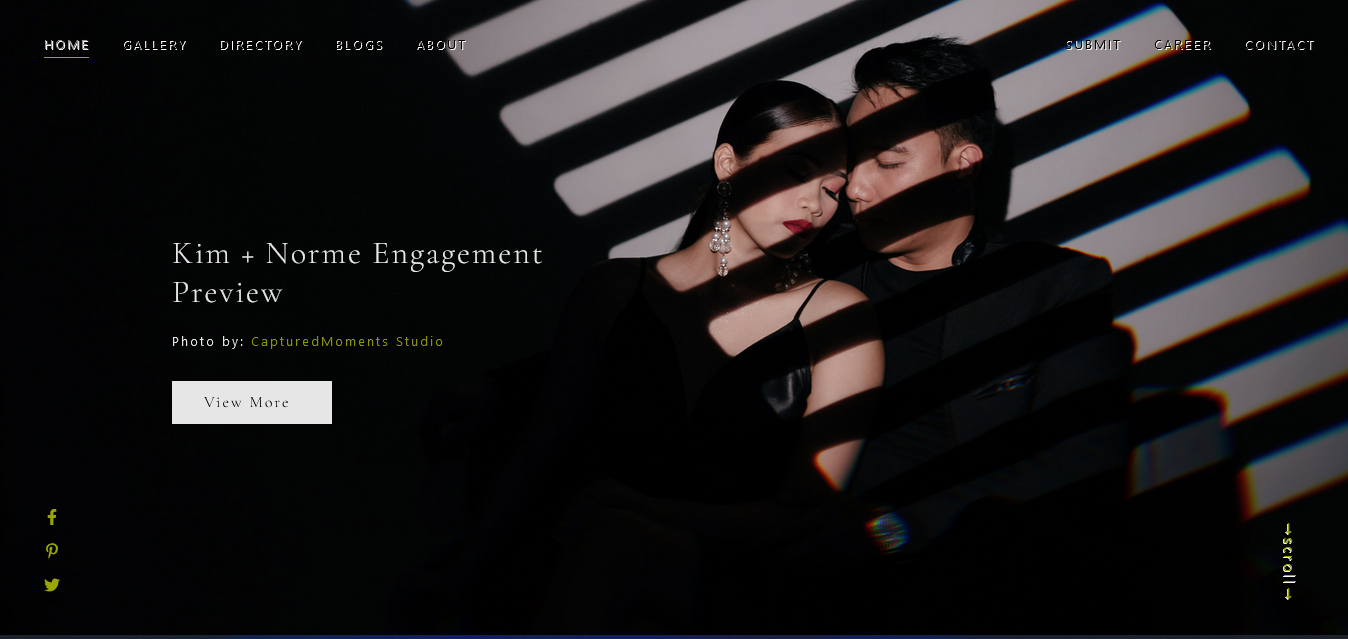 HOME GALLERY DIRECTORY BLOGS ABOUT SUBMIT CAREER CONTACT
Kim + Norme Engagement
Preview
Photo by: CapturedMoments Studio
View More
scroll